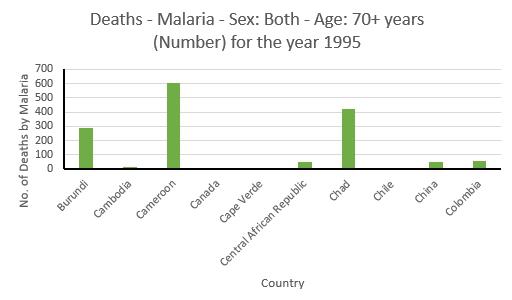 Deaths - Malaria - Sex: Both - Age: 70+ years
(Number) for the year 1995
No. of Deaths by Malaria
700
600
500
400
300
200
100
0
Burundi
Cambodia
Cameroon
Canada
Cape Verde
Central African Republic
Chad
Chile
China
Colombia
Country